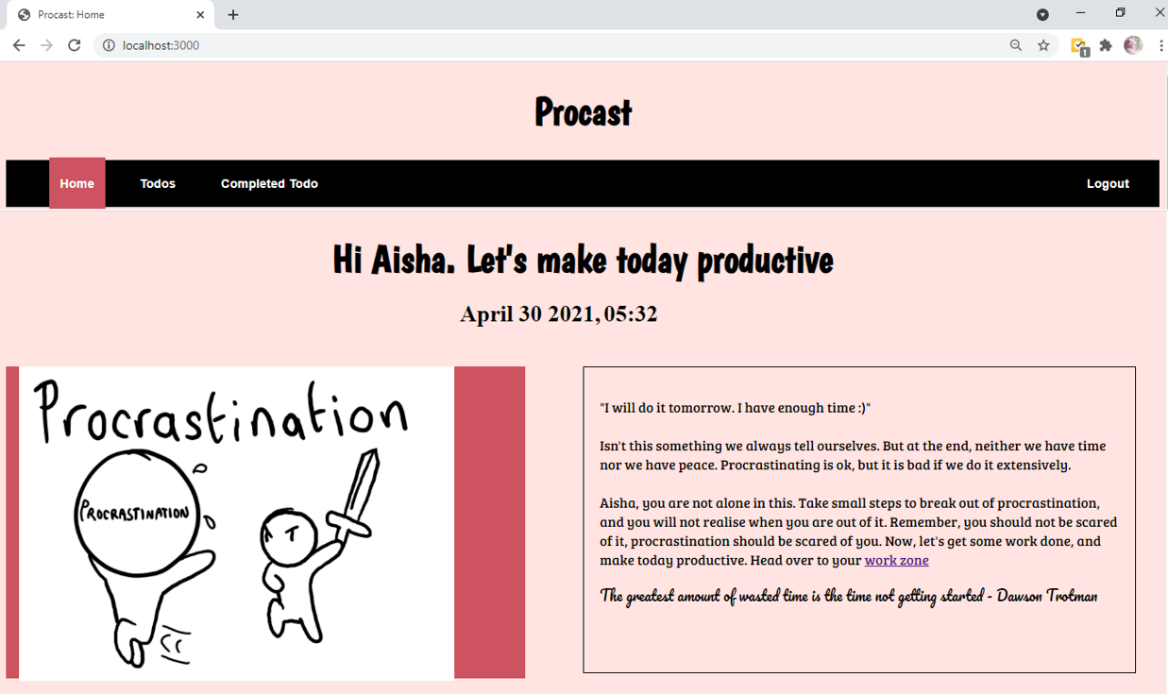 Procast: Home
localhost:3000
1
Procast
Home Todos Completed Todo Logout
Hi Aisha. Let's make today productive
April 30 2021, 05:32
Procrastination
PROCRASTINATION
"I will do it tomorrow. I have enough time :)"
Isn't this something we always tell ourselves. But at the end, neither we have time
nor we have peace. Procrastinating is ok, but it is bad if we do it extensively.
Aisha, you are not alone in this. Take small steps to break out of procrastination,
and you will not realise when you are out of it. Remember, you should not be scared
of it, procrastination should be scared of you. Now, let's get some work done, and
make today productive. Head over to your work zone
The greatest amount of wasted time is the time not getting started - Dawson Trotman